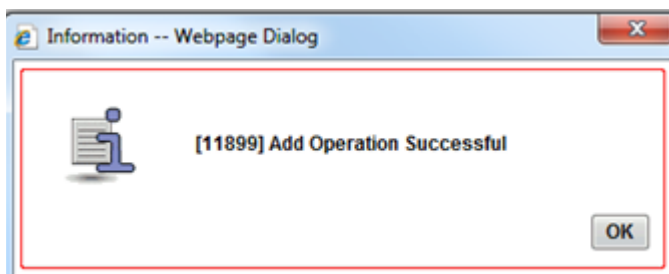 Information -- Webpage Dialog
[11899] Add Operation Successful
OK